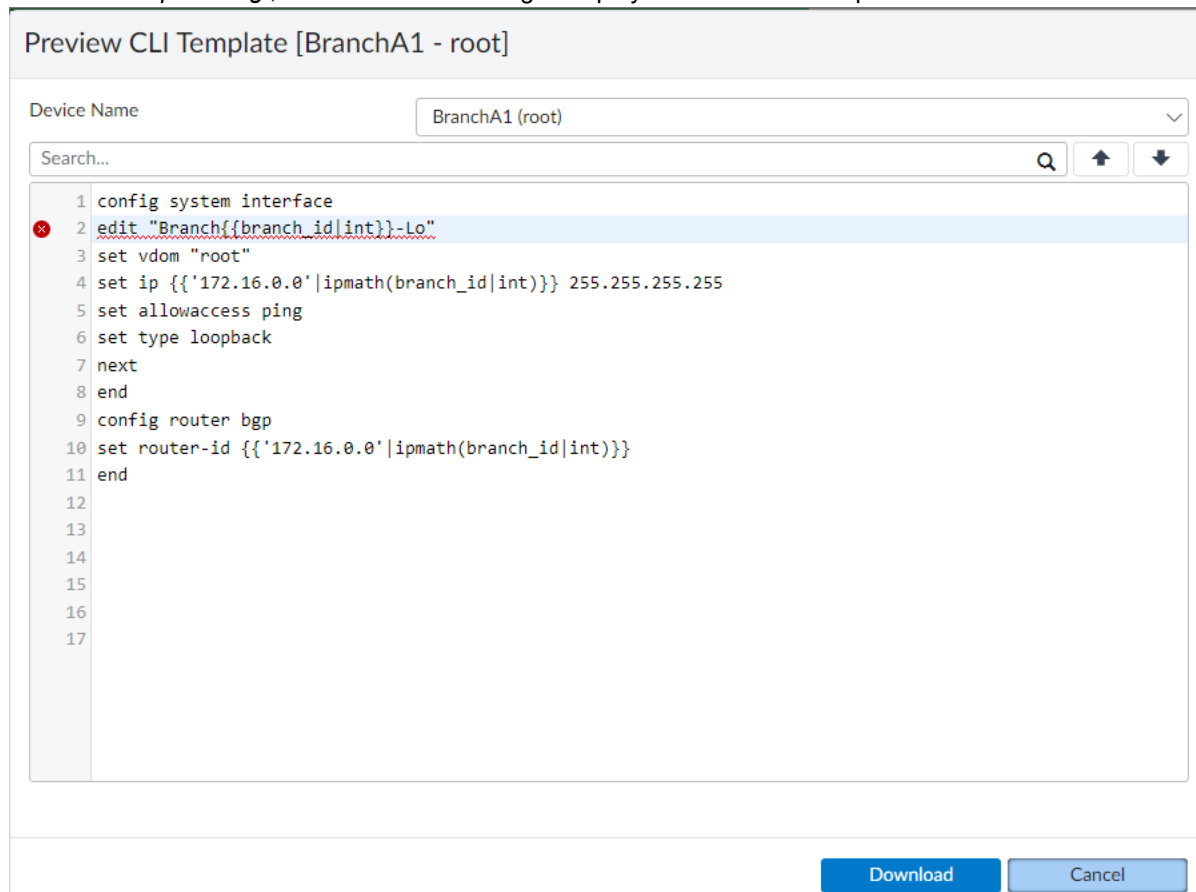 Preview CLI Template [BranchA1 - root]
Device Name
BranchA1 (root)
Search...
1 config system interface
2 edit "Branch{{branch_id|int}}-Lo"
3 set vdom "root"
4 set ip {{'172.16.0.0'|ipmath(branch_id|int)}} 255.255.255.255
5 set allowaccess ping
6 set type loopback
7 next
8 end
9 config router bgp
10 set router-id {{'172.16.0.0'|ipmath(branch_id|int)}}
11 end
12
13
14
15
16
17
Download
Cancel